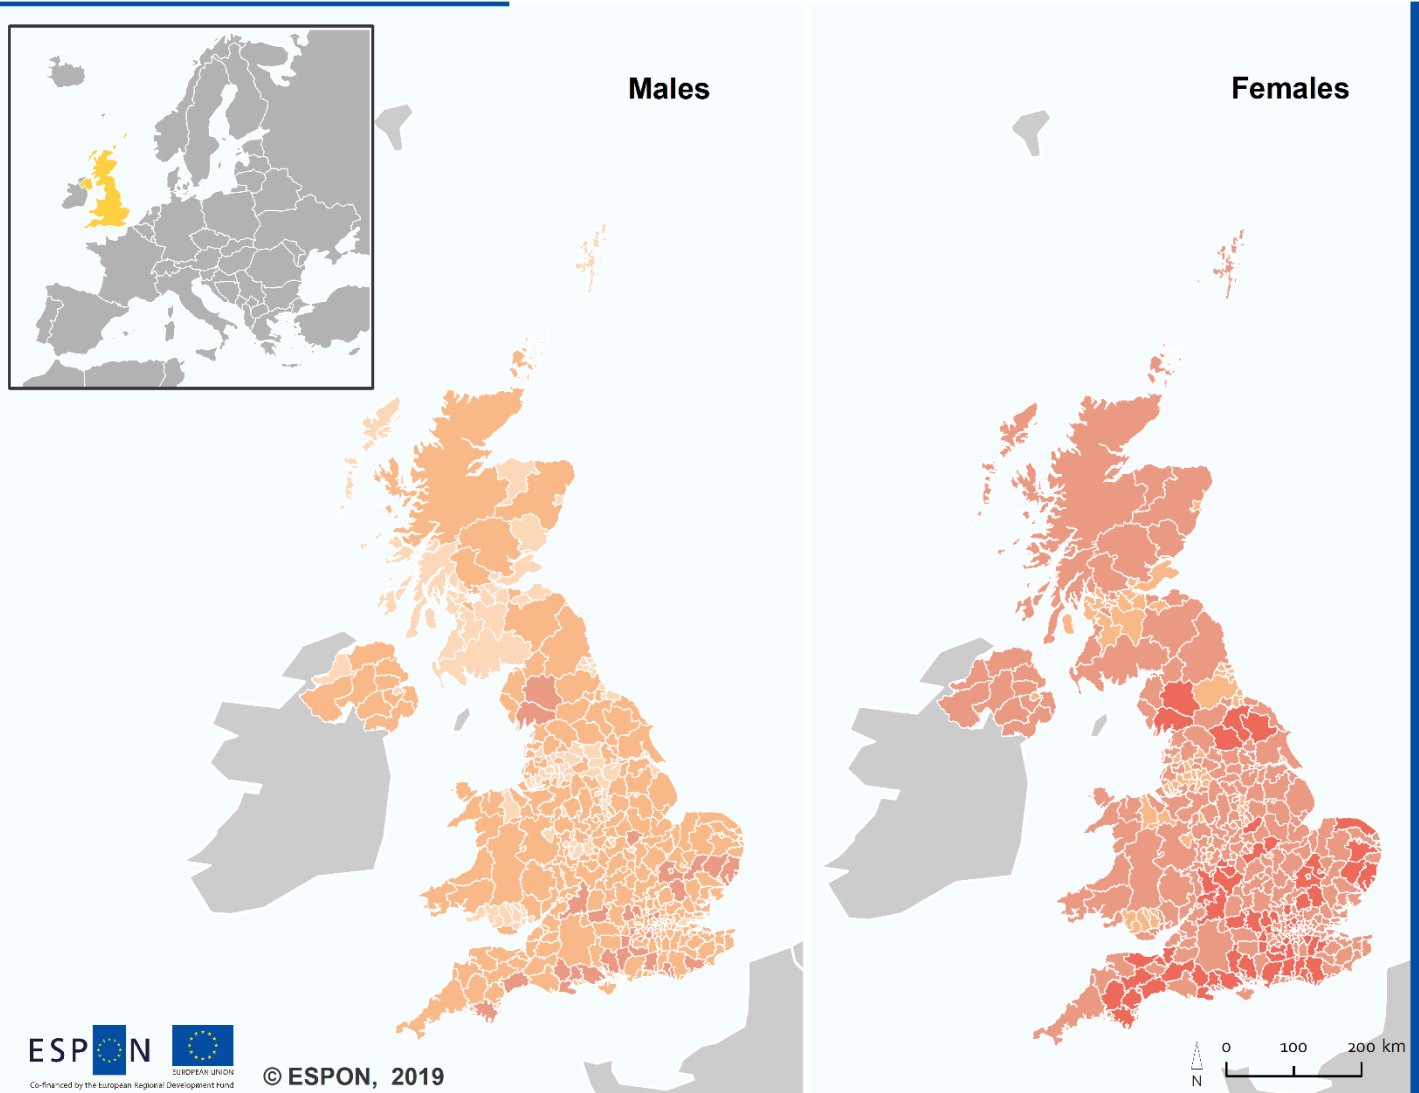 Males
Females
ESPON
EUROPEAN UNION
Co-financed by the European Regional Development Fund
© ESPON, 2019
0 100 200 km
N